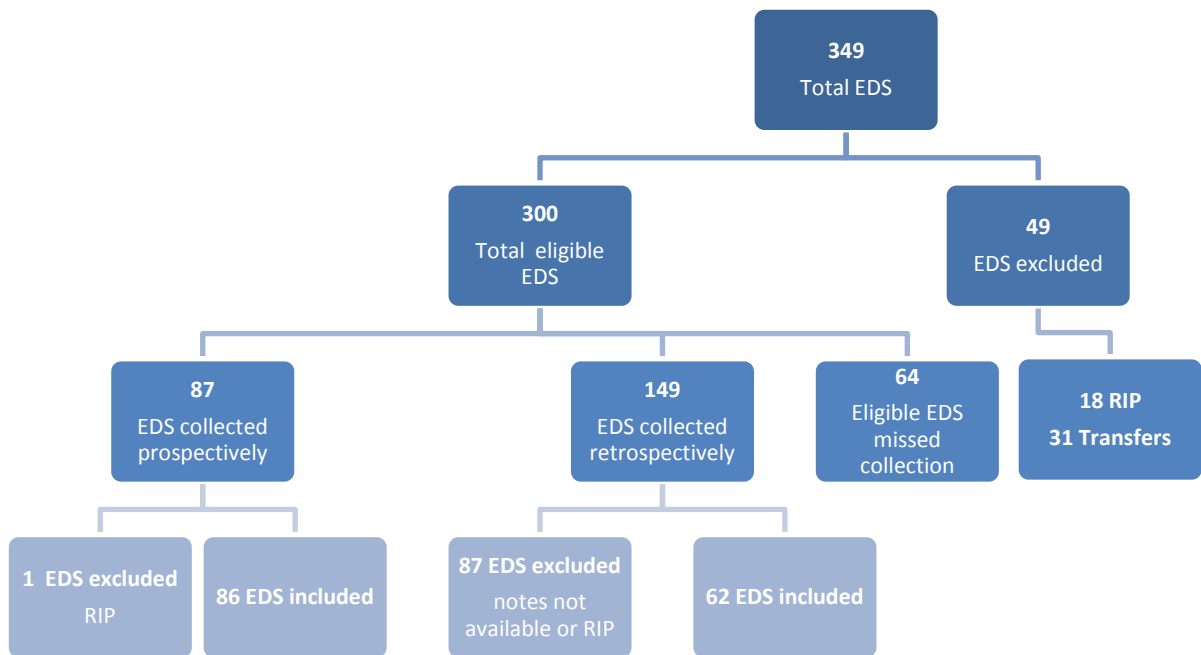 349
Total EDS
300
Total eligible
EDS
49
EDS excluded
87
EDS collected
prospectively
149
EDS collected
retrospectively
64
Eligible EDS
missed
collection
18 RIP
31 Transfers
1 EDS excluded
RIP
86 EDS included
87 EDS excluded
notes not
available or RIP
62 EDS included